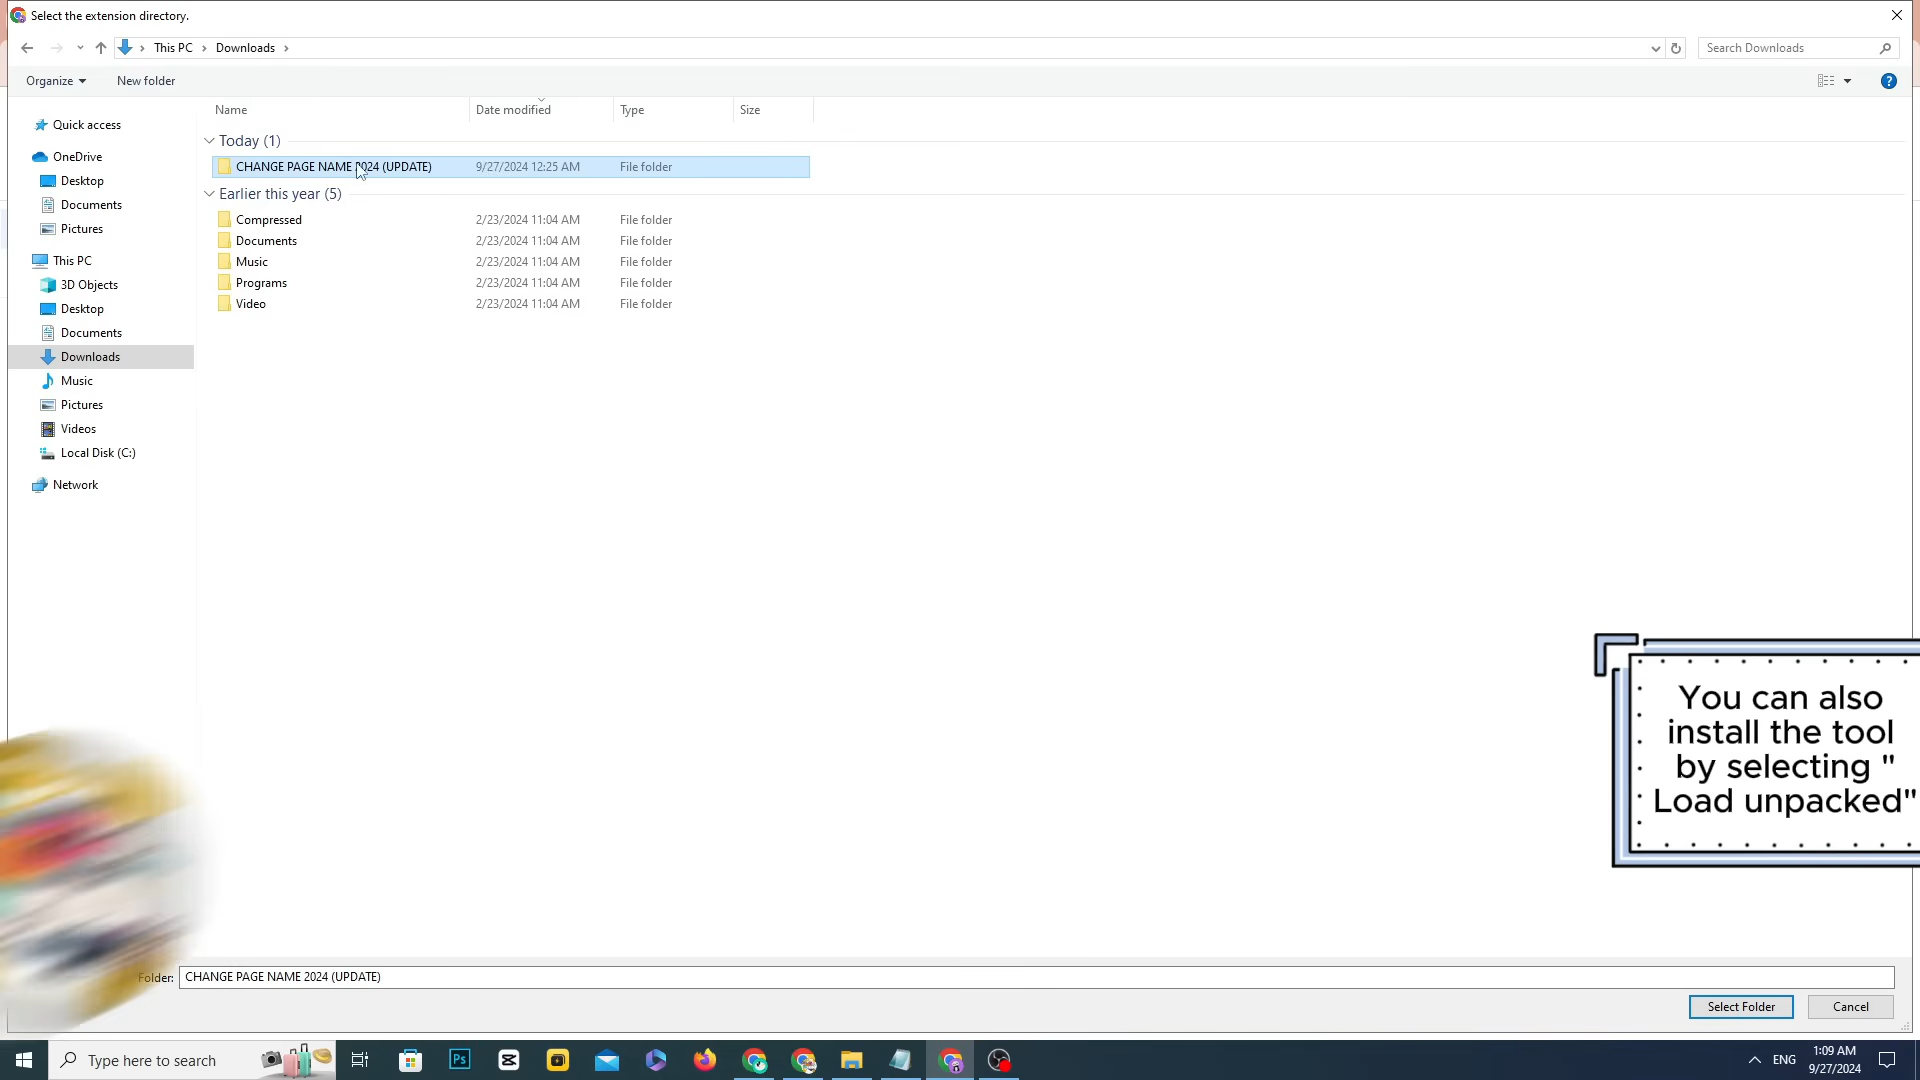 Select the extension directory.
This PC
Downloads
Search Downloads
Organize
New folder
Name
Date modified
Type
Size
Quick access
OneDrive
Desktop
Documents
Pictures
This PC
3D Objects
Desktop
Documents
Downloads
Music
Pictures
Videos
Local Disk (C:)
Network
Today (1)
CHANGE PAGE NAME 2024 (UPDATE) 9/27/2024 12:25 AM File folder
Earlier this year (5)
Compressed 2/23/2024 11:04 AM File folder
Documents 2/23/2024 11:04 AM File folder
Music 2/23/2024 11:04 AM File folder
Programs 2/23/2024 11:04 AM File folder
Video 2/23/2024 11:04 AM File folder
You can also
install the tool
by selecting "
Load unpacked"
Folder: CHANGE PAGE NAME 2024 (UPDATE)
Select Folder
Cancel
Type here to search
Ps
ENG
1:09 AM
9/27/2024